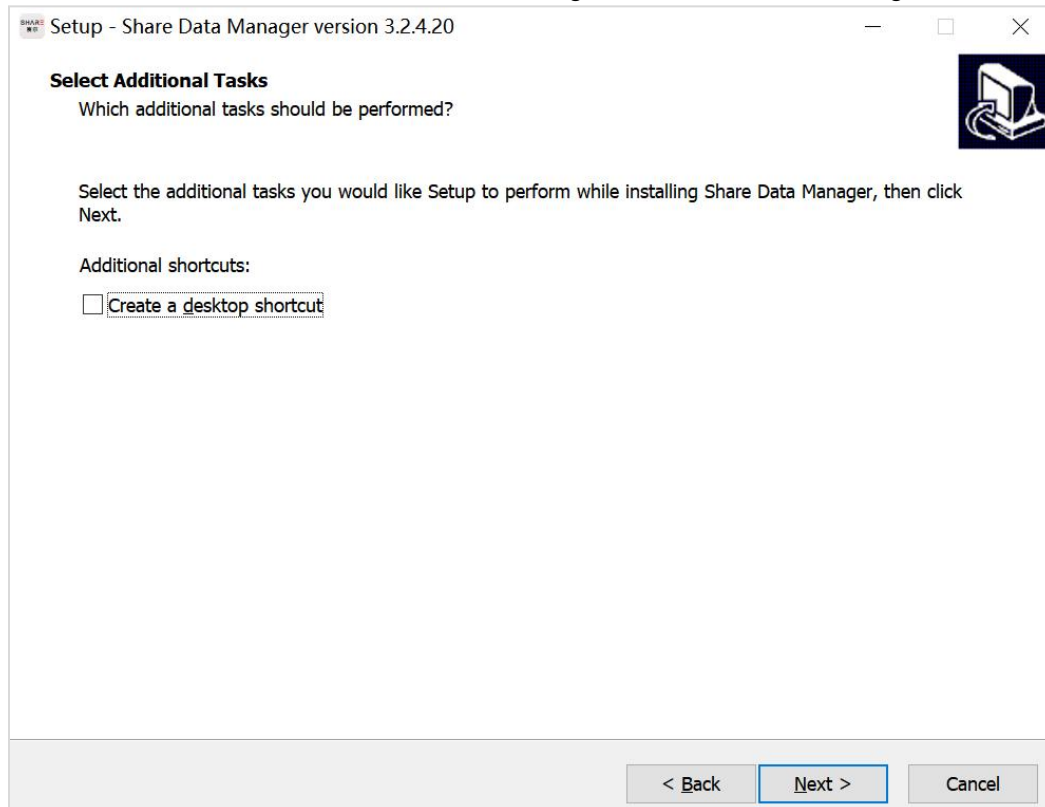 SHARE
Setup - Share Data Manager version 3.2.4.20
Select Additional Tasks
Which additional tasks should be performed?
Select the additional tasks you would like Setup to perform while installing Share Data Manager, then click
Next.
Additional shortcuts:
Create a desktop shortcut
< Back
Next >
Cancel